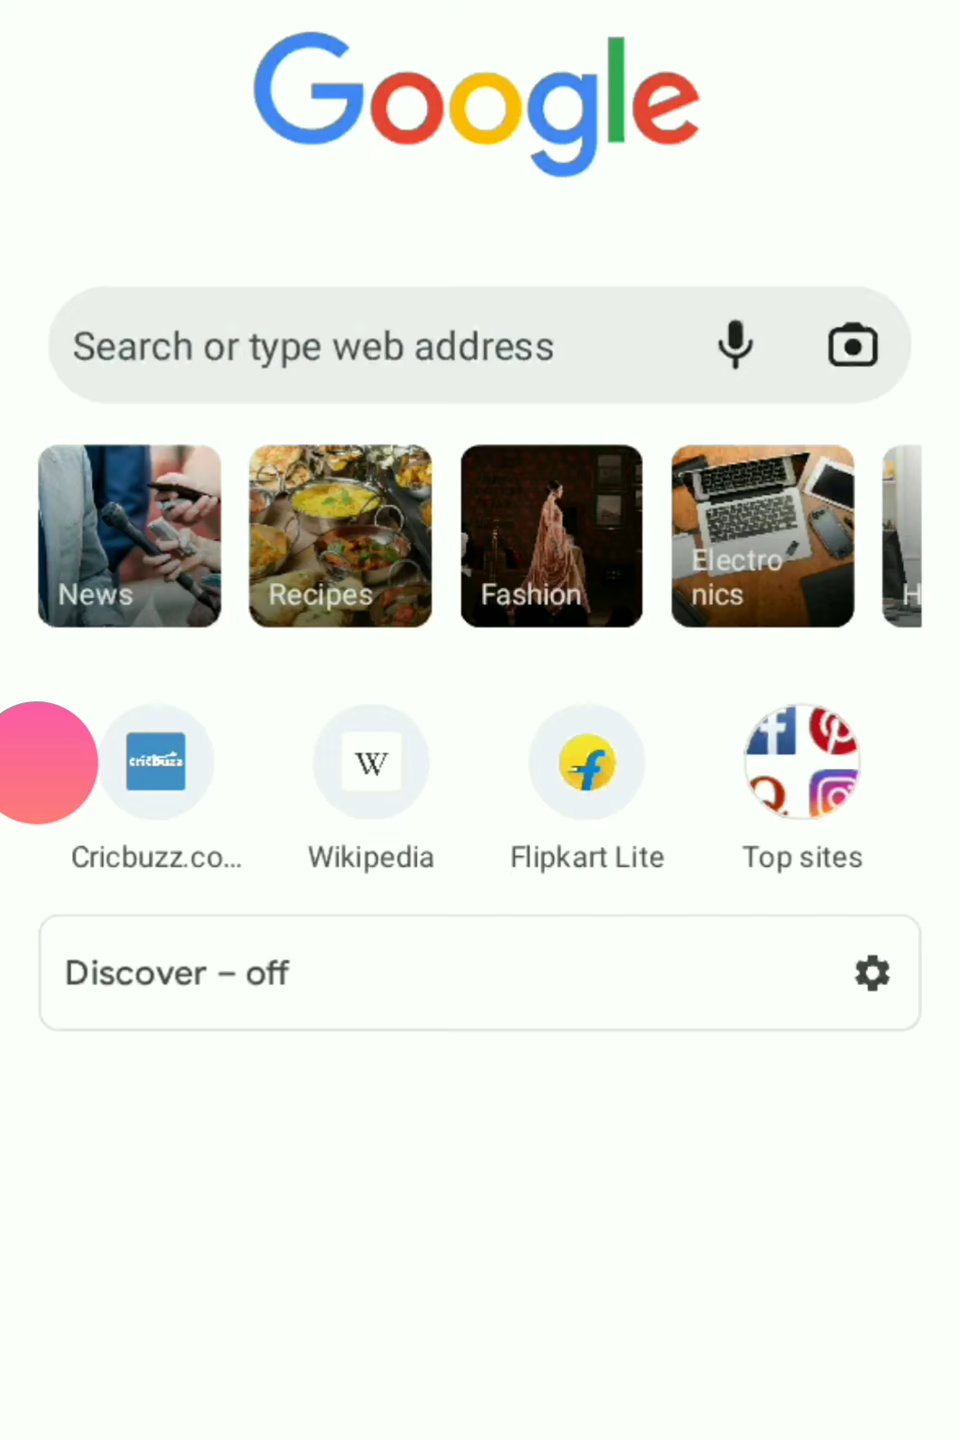 Google
Search or type web address
News
Recipes
Fashion
Electro
nics
H
cricbuzz
W
Cricbuzz.co...
Wikipedia
Flipkart Lite
Top sites
Discover – off